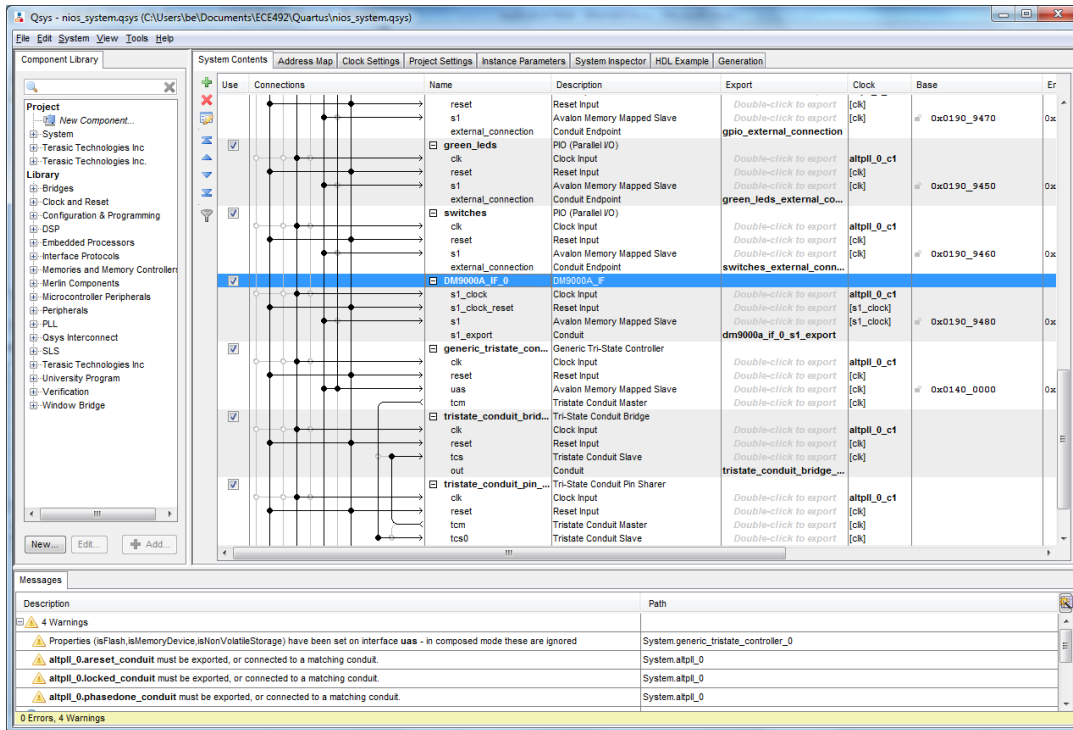 Qsys - nios_system.qsys (C:\Users\be\Documents\ECE492\Quartus\nios_system.qsys)
File Edit System View Tools Help
Component Library
Project
New Component...
System
Terasic Technologies Inc
Terasic Technologies Inc.
Library
Bridges
Clock and Reset
Configuration & Programming
DSP
Embedded Processors
Interface Protocols
Memories and Memory Controllers
Merlin Components
Microcontroller Peripherals
Peripherals
PLL
Qsys Interconnect
SLS
Terasic Technologies Inc
University Program
Verification
Window Bridge
New... Edit... Add...
System Contents Address Map Clock Settings Project Settings Instance Parameters System Inspector HDL Example Generation
Use Connections Name Description Export Clock Base
reset Reset Input Double-click to export [clk]
s1 Avalon Memory Mapped Slave Double-click to export [clk] 0x0190_9470 0x
external_connection Conduit Endpoint gpio_external_connection
green_leds PIO (Parallel I/O)
clk Clock Input Double-click to export altpll_0_c1
reset Reset Input Double-click to export [clk]
s1 Avalon Memory Mapped Slave Double-click to export [clk] 0x0190_9450 0x
external_connection Conduit Endpoint green_leds_external_co...
switches PIO (Parallel I/O)
clk Clock Input Double-click to export altpll_0_c1
reset Reset Input Double-click to export [clk]
s1 Avalon Memory Mapped Slave Double-click to export [clk] 0x0190_9460 0x
external_connection Conduit Endpoint switches_external_conn...
DM9000A_IF_0 DM9000A_IF
s1_clock Clock Input Double-click to export altpll_0_c1
s1_clock_reset Reset Input Double-click to export [s1_clock]
s1 Avalon Memory Mapped Slave Double-click to export [s1_clock] 0x0190_9480 0x
s1_export Conduit dm9000a_if_0_s1_export
generic_tristate_con... Generic Tri-State Controller
clk Clock Input Double-click to export altpll_0_c1
reset Reset Input Double-click to export [clk]
uas Avalon Memory Mapped Slave Double-click to export [clk] 0x0140_0000 0x
tcm Tristate Conduit Master Double-click to export [clk]
tristate_conduit_brid... Tri-State Conduit Bridge
clk Clock Input Double-click to export altpll_0_c1
reset Reset Input Double-click to export [clk]
tcs Tristate Conduit Slave Double-click to export [clk]
out Conduit tristate_conduit_bridge_...
tristate_conduit_pin_... Tri-State Conduit Pin Sharer
clk Clock Input Double-click to export altpll_0_c1
reset Reset Input Double-click to export [clk]
tcm Tristate Conduit Master Double-click to export [clk]
tcs0 Tristate Conduit Slave Double-click to export [clk]
Messages
Description Path
4 Warnings
Properties (isFlash,isMemoryDevice,isNonVolatileStorage) have been set on interface uas - in composed mode these are ignored System.generic_tristate_controller_0
altpll_0.areset_conduit must be exported, or connected to a matching conduit. System.altpll_0
altpll_0.locked_conduit must be exported, or connected to a matching conduit. System.altpll_0
altpll_0.phasedone_conduit must be exported, or connected to a matching conduit. System.altpll_0
0 Errors, 4 Warnings